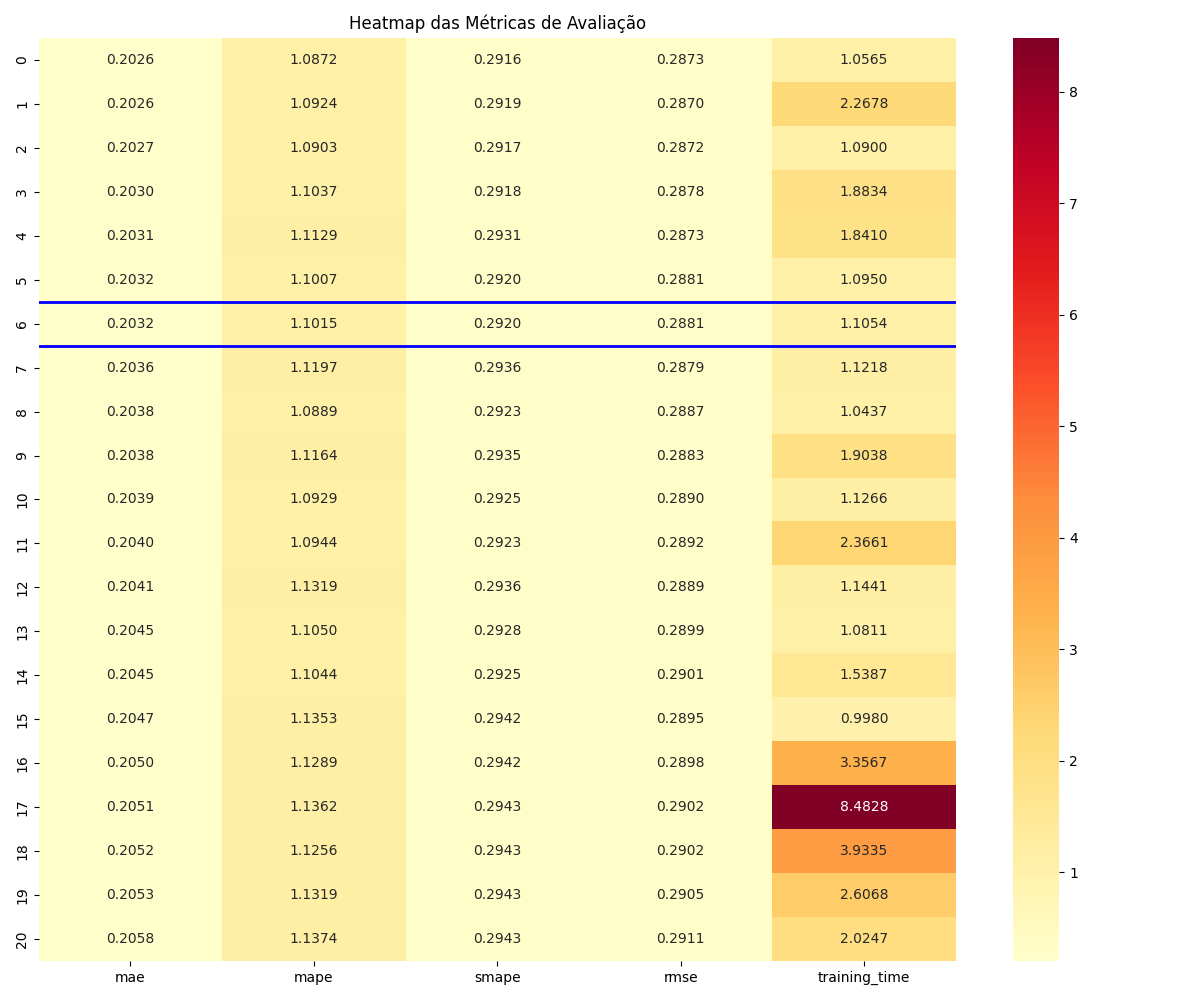 Heatmap das Métricas de Avaliação
0 0.2026 1.0872 0.2916 0.2873 1.0565
1 0.2026 1.0924 0.2919 0.2870 2.2678
2 0.2027 1.0903 0.2917 0.2872 1.0900
3 0.2030 1.1037 0.2918 0.2878 1.8834
4 0.2031 1.1129 0.2931 0.2873 1.8410
5 0.2032 1.1007 0.2920 0.2881 1.0950
6 0.2032 1.1015 0.2920 0.2881 1.1054
7 0.2036 1.1197 0.2936 0.2879 1.1218
8 0.2038 1.0889 0.2923 0.2887 1.0437
9 0.2038 1.1164 0.2935 0.2883 1.9038
10 0.2039 1.0929 0.2925 0.2890 1.1266
11 0.2040 1.0944 0.2923 0.2892 2.3661
12 0.2041 1.1319 0.2936 0.2889 1.1441
13 0.2045 1.1050 0.2928 0.2899 1.0811
14 0.2045 1.1044 0.2925 0.2901 1.5387
15 0.2047 1.1353 0.2942 0.2895 0.9980
16 0.2050 1.1289 0.2942 0.2898 3.3567
17 0.2051 1.1362 0.2943 0.2902 8.4828
18 0.2052 1.1256 0.2943 0.2902 3.9335
19 0.2053 1.1319 0.2943 0.2905 2.6068
20 0.2058 1.1374 0.2943 0.2911 2.0247
mae mape smape rmse training_time
8
7
6
5
4
3
2
1